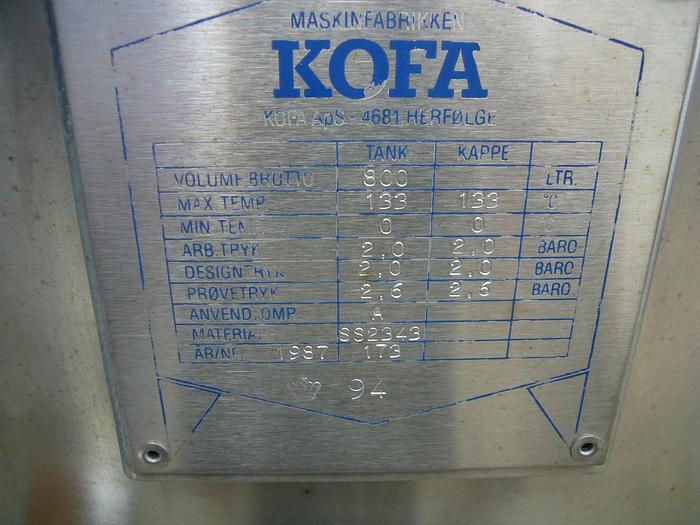 MASKINFABRIKKEN
KOFA
KOFA ApS - 4681 HERFØLGE
TANK KAPPE
VOLUME BRUTTO 800 LTR.
MAX TEMP. 133 133 °C
MIN TEMP. 0 0 °C
ARB.TRYK 2,0 2,0 BARO
DESIGNTRYK 2,0 2,0 BARO
PRØVETRYK 2,6 2,6 BARO
ANVEND.OMP A
MATERIAL SS2343
ÅR/NR. 1987 173
94